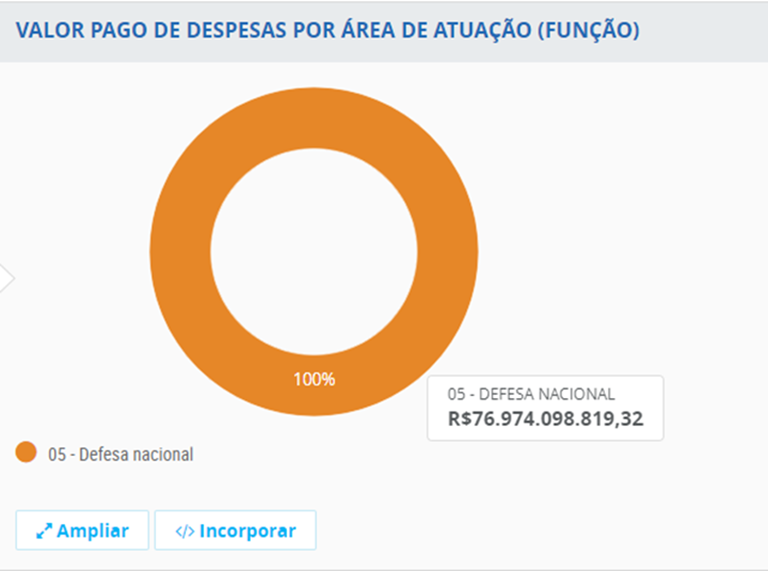 VALOR PAGO DE DESPESAS POR ÁREA DE ATUAÇÃO (FUNÇÃO)
100%
05 - DEFESA NACIONAL
R$76.974.098.819,32
05 - Defesa nacional
Ampliar
</> Incorporar